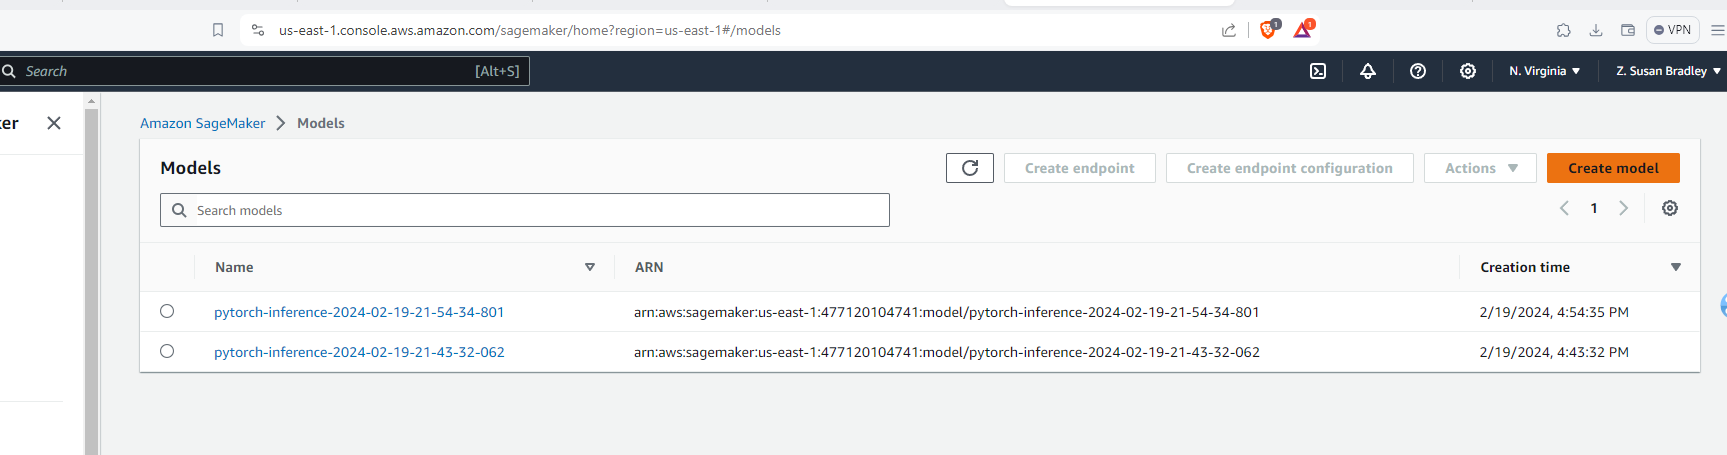 us-east-1.console.aws.amazon.com/sagemaker/home?region=us-east-1#/models
1
1
VPN
Search
[Alt+S]
N. Virginia
Z. Susan Bradley
ker
Amazon SageMaker
Models
Models
Create endpoint
Create endpoint configuration
Actions
Create model
Search models
1
Name
ARN
Creation time
pytorch-inference-2024-02-19-21-54-34-801
arn:aws:sagemaker:us-east-1:477120104741:model/pytorch-inference-2024-02-19-21-54-34-801
2/19/2024, 4:54:35 PM
pytorch-inference-2024-02-19-21-43-32-062
arn:aws:sagemaker:us-east-1:477120104741:model/pytorch-inference-2024-02-19-21-43-32-062
2/19/2024, 4:43:32 PM